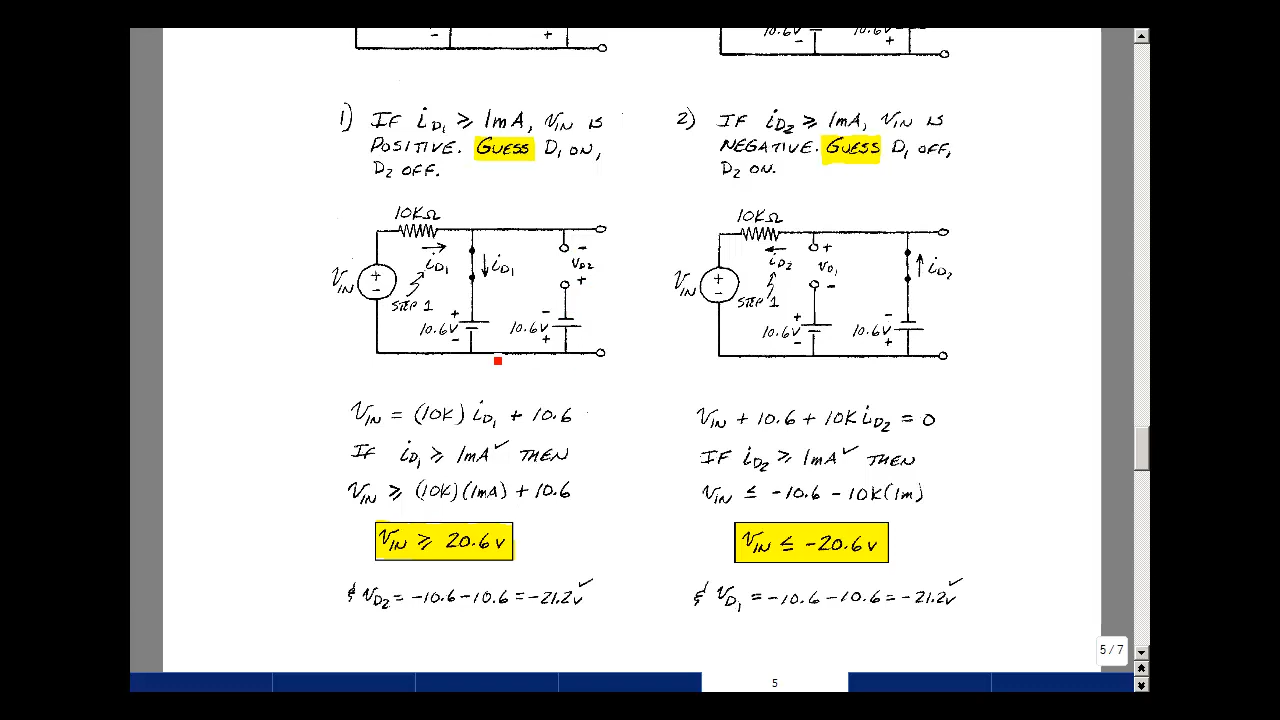 - +
10.6V - 10.6V +
1) IF iD1 ≥ 1mA, VIN IS
POSITIVE. GUESS D1 ON,
D2 OFF.
10KΩ
iD1
iD1
- VD2 +
VIN
+
-
STEP 1
+ 10.6V -
- 10.6V +
VIN = (10K) iD1 + 10.6
IF iD1 ≥ 1mA ✓ THEN
VIN ≥ (10K)(1mA) + 10.6
VIN ≥ 20.6V
& VD2 = -10.6 - 10.6 = -21.2V ✓
2) IF iD2 ≥ 1mA, VIN IS
NEGATIVE. GUESS D1 OFF,
D2 ON.
10KΩ
iD2
+ VD1 -
iD2
VIN
+
-
STEP 1
+ 10.6V -
- 10.6V +
VIN + 10.6 + 10K iD2 = 0
IF iD2 ≥ 1mA ✓ THEN
VIN ≤ -10.6 - 10K(1m)
VIN ≤ -20.6V
& VD1 = -10.6 - 10.6 = -21.2V ✓
5 / 7
5